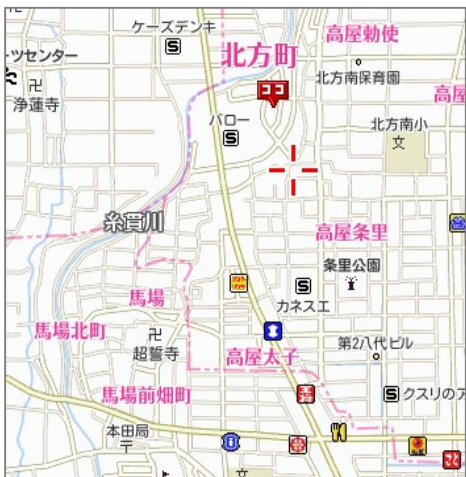 ケーズデンキ
北方町
高屋勅使
ーツセンター
浄蓮寺
ココ
北方南保育園
高屋
バロー
北方南小
文
糸貫川
高屋条里
条里公園
馬場
カネスエ
馬場北町
超誓寺
高屋太子
第2八代ビル
馬場前畑町
クスリのア
本田局
文